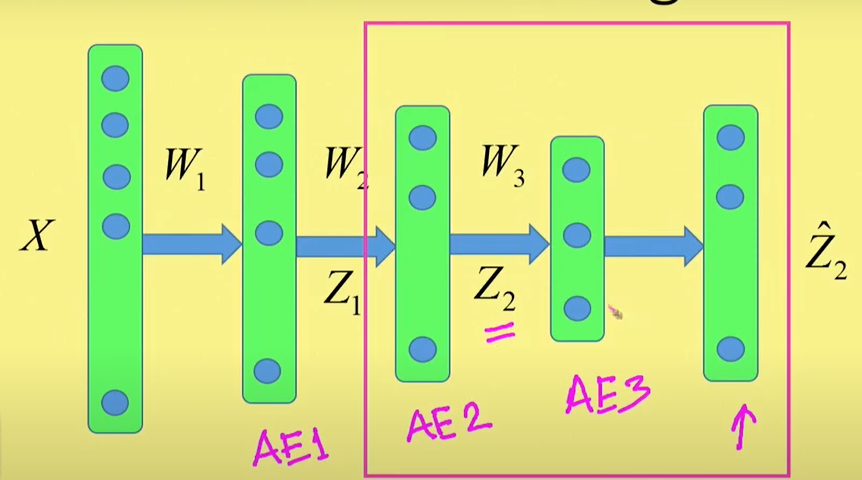 X
W₁
W₂
W₃
Z₁
Z₂
Ẑ₂
AE1
AE2
AE3